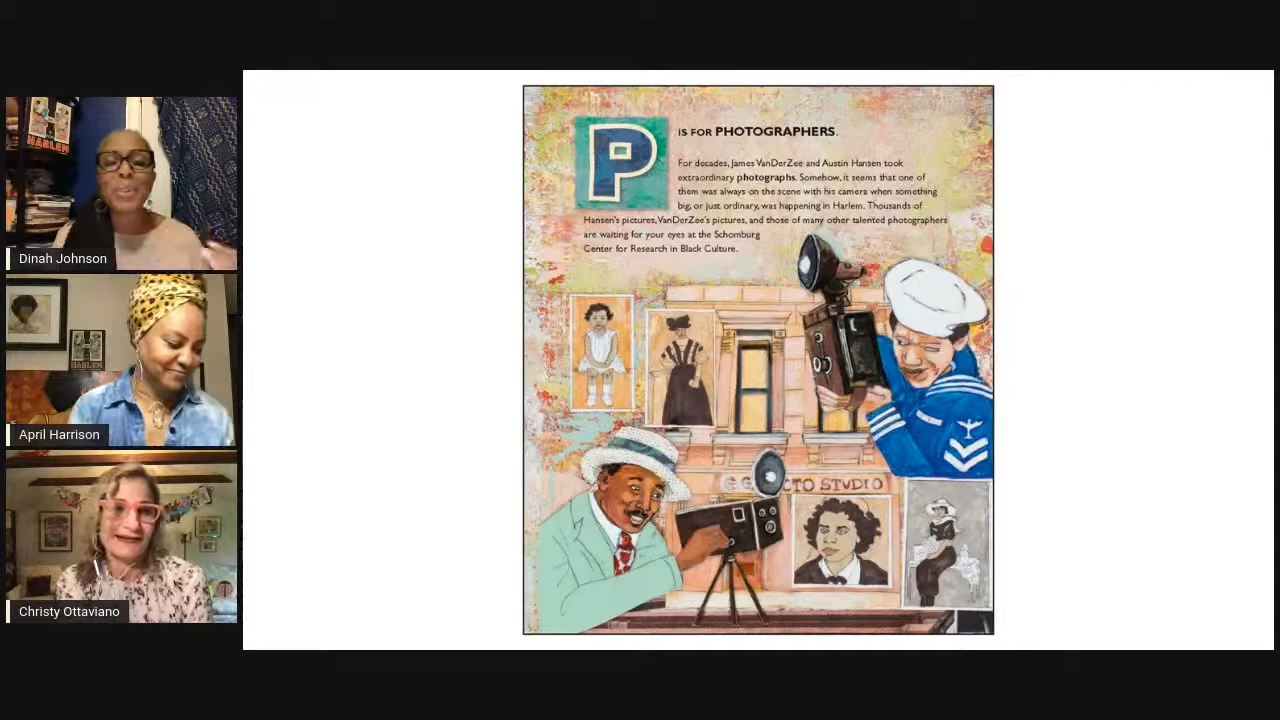 HARLEM
Dinah Johnson
HARLEM
April Harrison
Christy Ottaviano
P
IS FOR PHOTOGRAPHERS.
For decades, James VanDerZee and Austin Hansen took
extraordinary photographs. Somehow, it seems that one of
them was always on the scene with his camera when something
big, or just ordinary, was happening in Harlem. Thousands of
Hansen's pictures, VanDerZee's pictures, and those of many other talented photographers
are waiting for your eyes at the Schomburg
Center for Research in Black Culture.
STUDIO